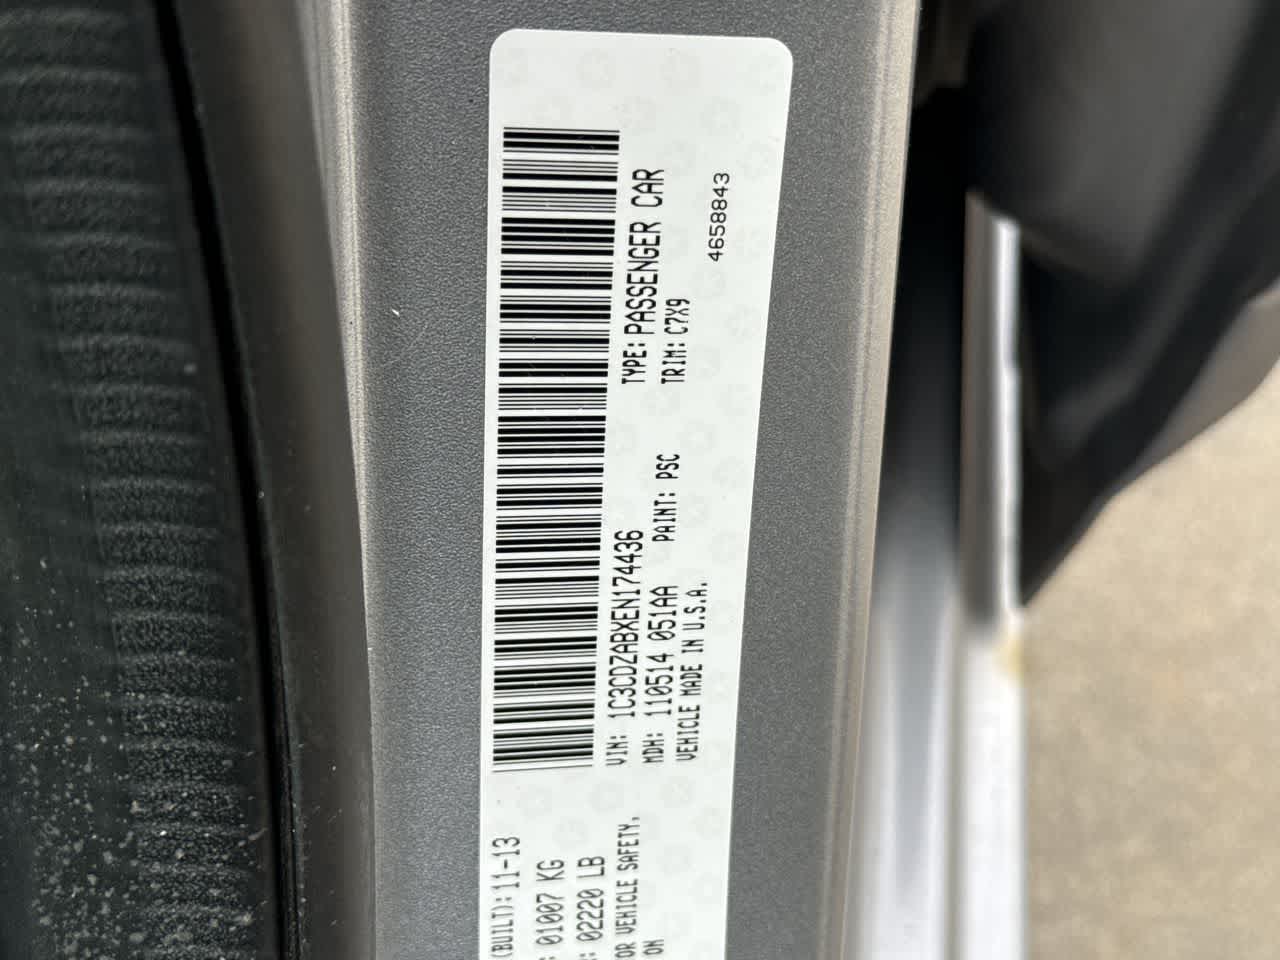 (BUILT): 11-13
: 01007 KG
: 02220 LB
OR VEHICLE SAFETY,
ON
VIN: 1C3CDZABXEN174436
TYPE: PASSENGER CAR
MDH: 110514 051AA
PAINT: PSC
TRIM: C7X9
VEHICLE MADE IN U.S.A.
4658843